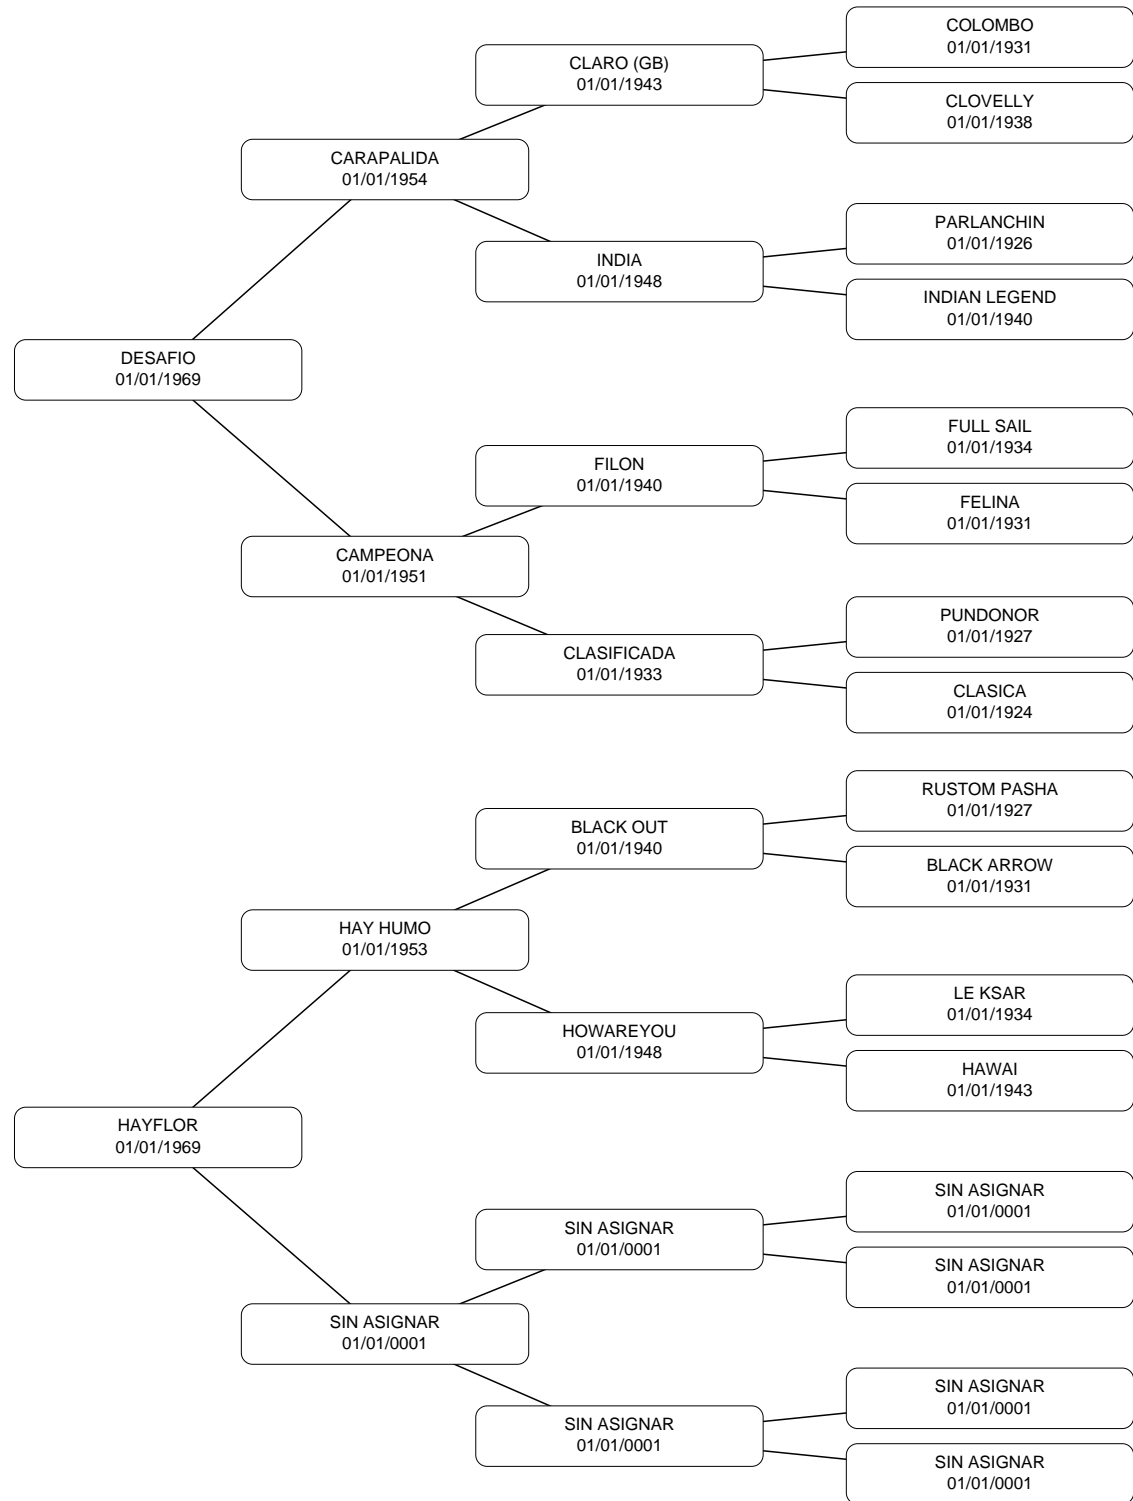 COLOMBO
01/01/1931
CLARO (GB)
01/01/1943
CLOVELLY
01/01/1938
CARAPALIDA
01/01/1954
PARLANCHIN
01/01/1926
INDIA
01/01/1948
INDIAN LEGEND
01/01/1940
DESAFIO
01/01/1969
FULL SAIL
01/01/1934
FILON
01/01/1940
FELINA
01/01/1931
CAMPEONA
01/01/1951
PUNDONOR
01/01/1927
CLASIFICADA
01/01/1933
CLASICA
01/01/1924
RUSTOM PASHA
01/01/1927
BLACK OUT
01/01/1940
BLACK ARROW
01/01/1931
HAY HUMO
01/01/1953
LE KSAR
01/01/1934
HOWAREYOU
01/01/1948
HAWAI
01/01/1943
HAYFLOR
01/01/1969
SIN ASIGNAR
01/01/0001
SIN ASIGNAR
01/01/0001
SIN ASIGNAR
01/01/0001
SIN ASIGNAR
01/01/0001
SIN ASIGNAR
01/01/0001
SIN ASIGNAR
01/01/0001
SIN ASIGNAR
01/01/0001